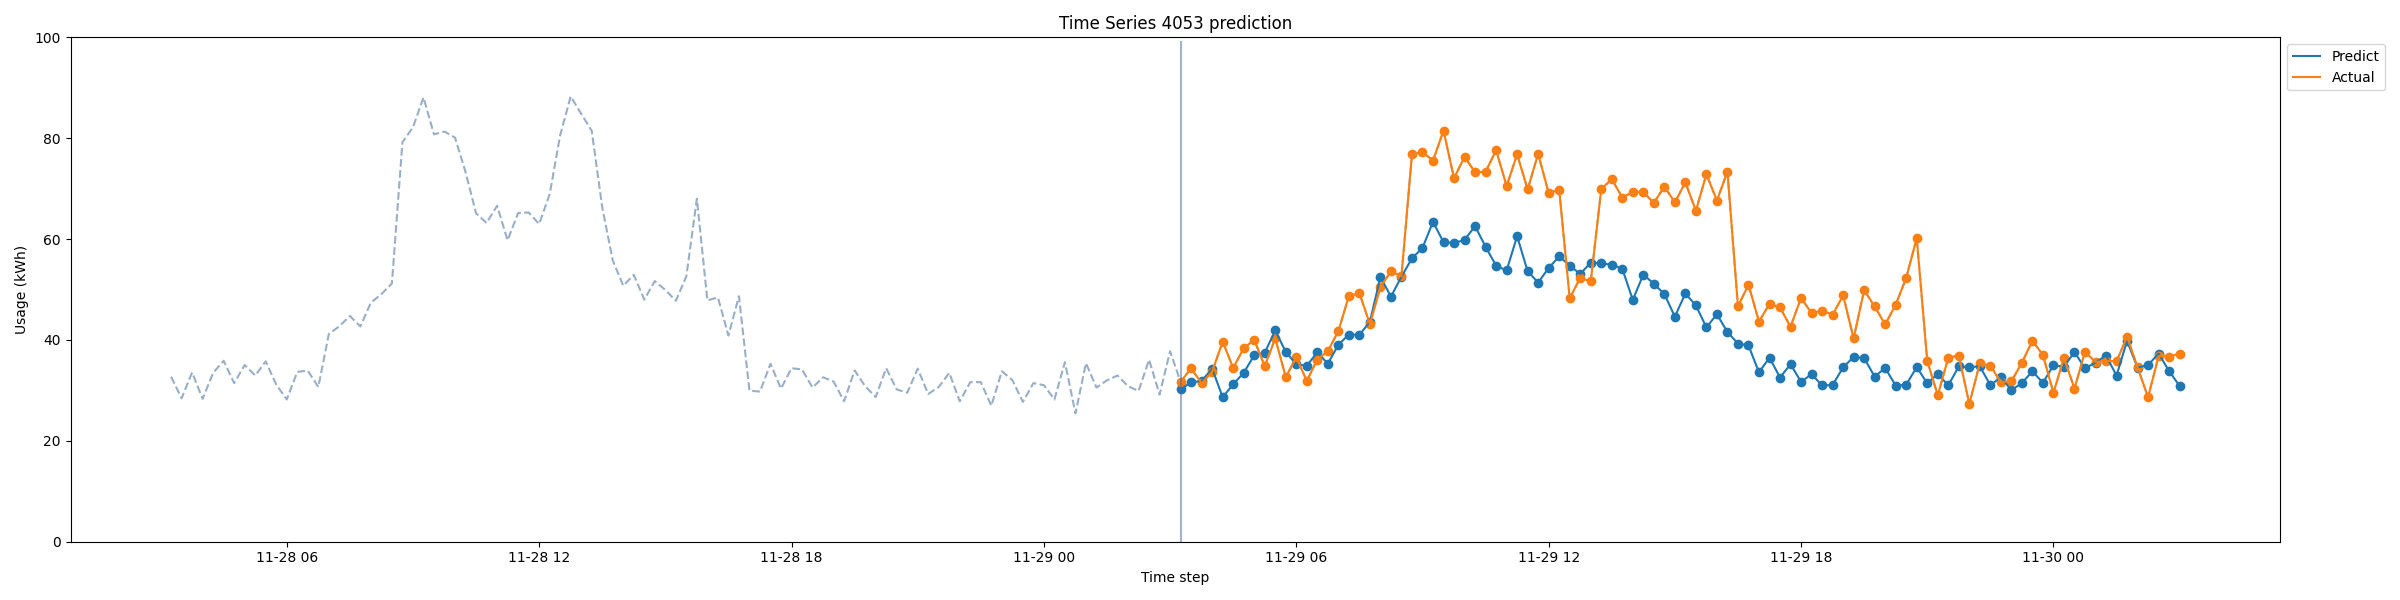 Time Series 4053 prediction
Predict
Actual
100
80
60
40
20
0
Usage (kWh)
11-28 06
11-28 12
11-28 18
11-29 00
11-29 06
11-29 12
11-29 18
11-30 00
Time step